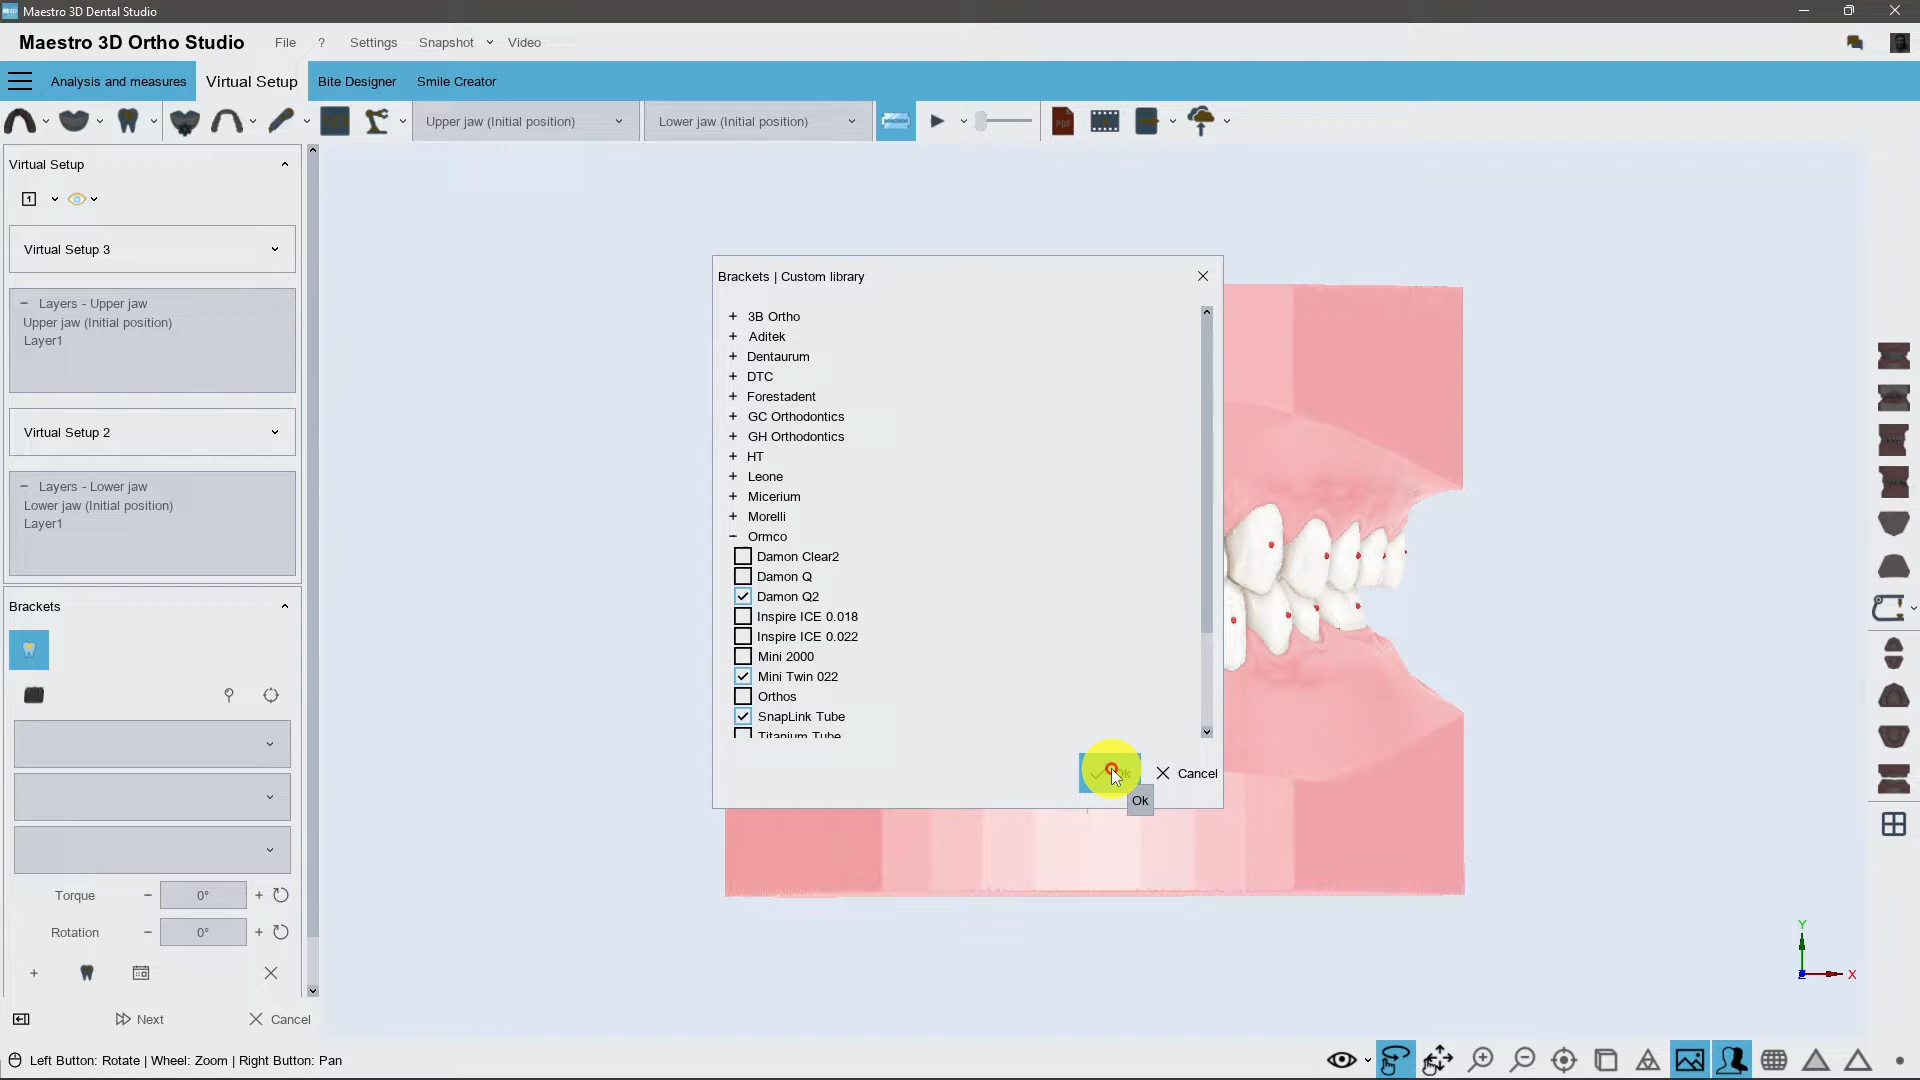 Maestro 3D Dental Studio
Maestro 3D Ortho Studio File ? Settings Snapshot Video
Analysis and measures Virtual Setup Bite Designer Smile Creator
Upper jaw (Initial position) Lower jaw (Initial position) PDF
Virtual Setup
1
Virtual Setup 3
Layers - Upper jaw
Upper jaw (Initial position)
Layer1
Virtual Setup 2
Layers - Lower jaw
Lower jaw (Initial position)
Layer1
Brackets
Torque 0°
Rotation 0°
Next Cancel
Left Button: Rotate | Wheel: Zoom | Right Button: Pan
Brackets | Custom library
3B Ortho
Aditek
Dentaurum
DTC
Forestadent
GC Orthodontics
GH Orthodontics
HT
Leone
Micerium
Morelli
Ormco
Damon Clear2
Damon Q
Damon Q2
Inspire ICE 0.018
Inspire ICE 0.022
Mini 2000
Mini Twin 022
Orthos
SnapLink Tube
Titanium Tube
Ok Cancel
Ok
Y
Z X